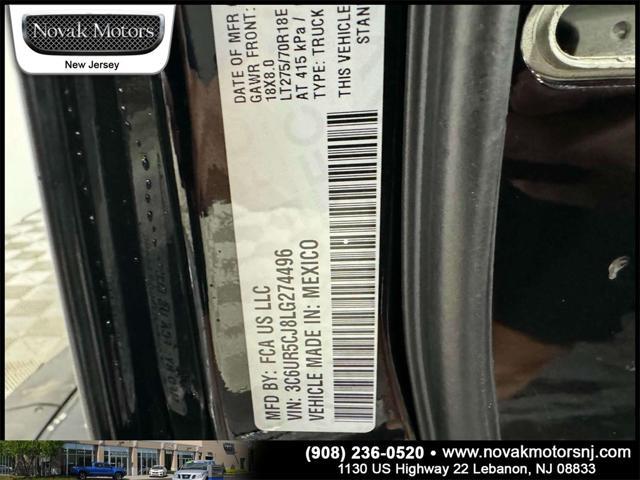 Novak Motors
New Jersey
MFD BY: FCA US LLC
DATE OF MFR
VIN: 3C6UR5CJ8LG274496
GAWR FRONT:
VEHICLE MADE IN: MEXICO
18X8.0
LT275/70R18E
AT 415 kPa /
TYPE: TRUCK
THIS VEHICLE
STAN
(908) 236-0520 • www.novakmotorsnj.com
1130 US Highway 22 Lebanon, NJ 08833